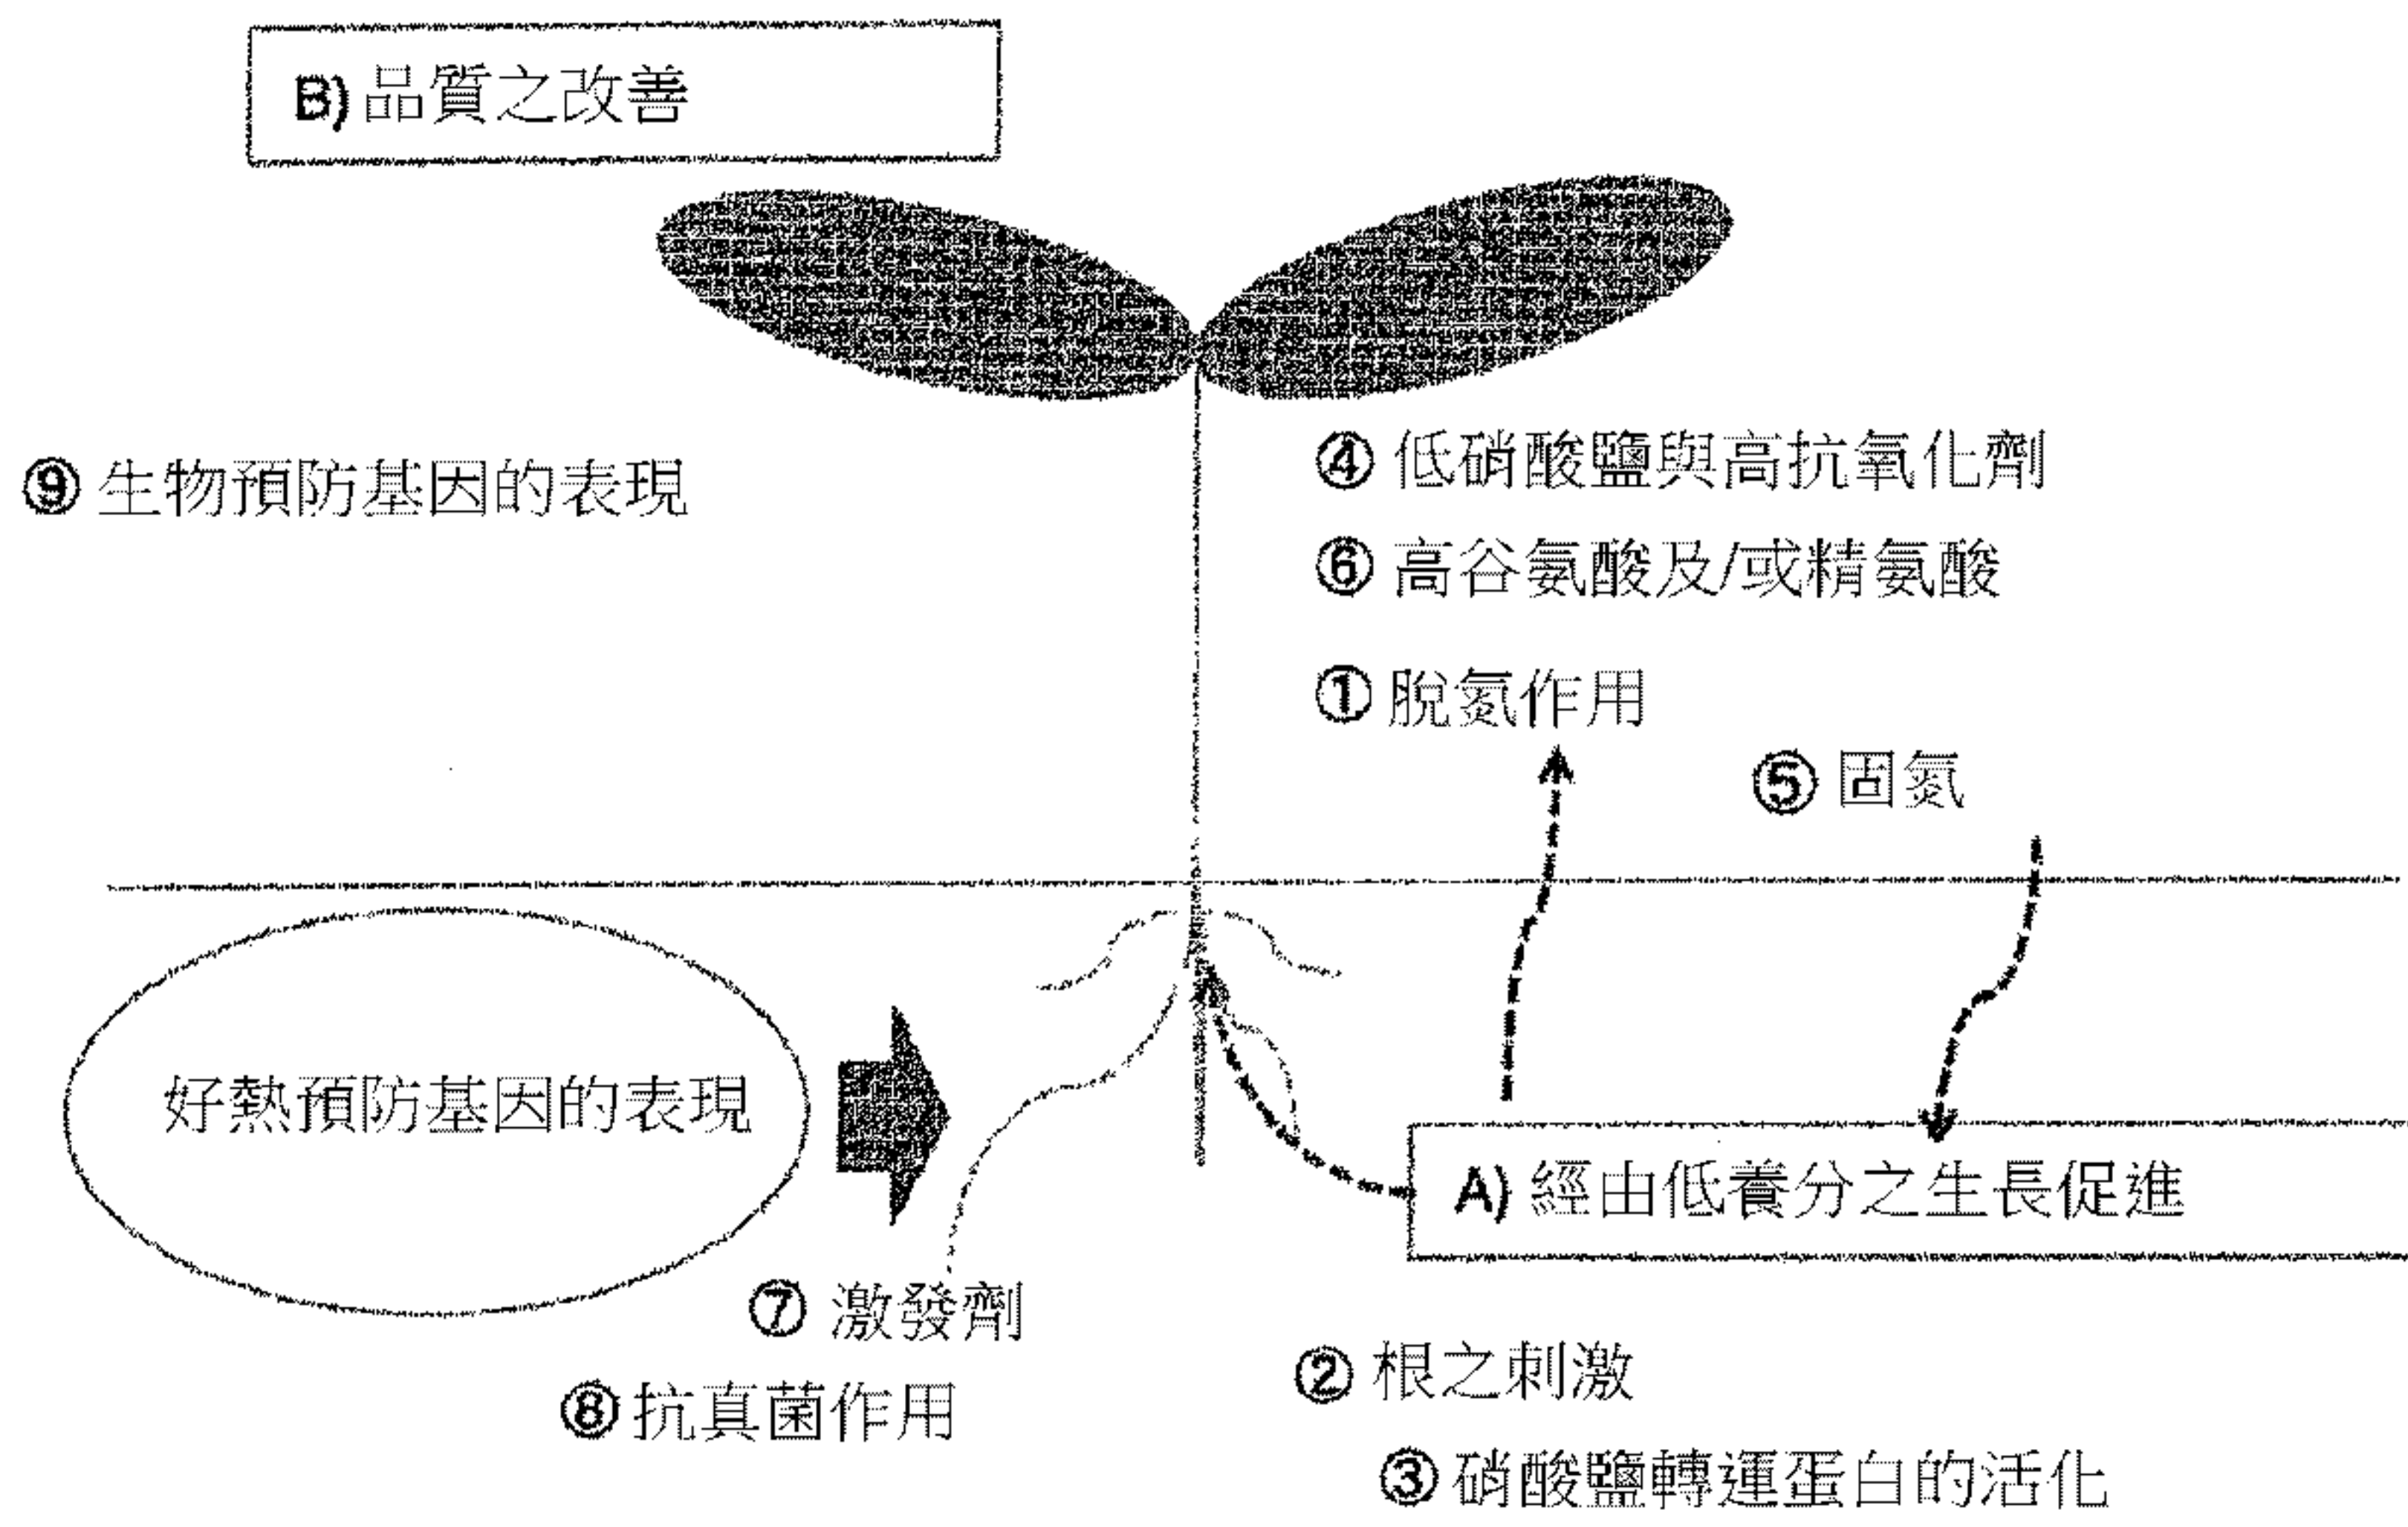 B) 品質之改善
④ 低硝酸鹽與高抗氧化劑
⑨ 生物預防基因的表現
⑥ 高谷氨酸及/或精氨酸
① 脫氮作用
⑤ 固氮
好熱預防基因的表現
A) 經由低養分之生長促進
⑦ 激發劑
② 根之刺激
⑧ 抗真菌作用
③ 硝酸鹽轉運蛋白的活化